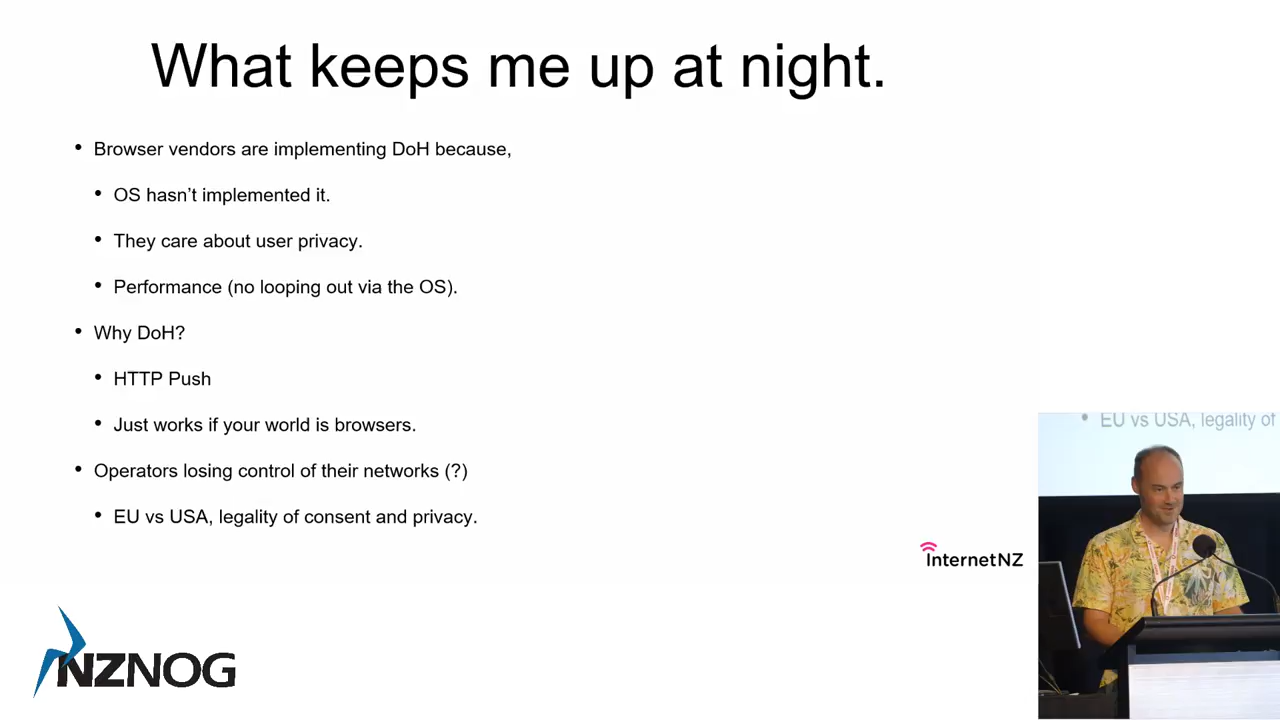 What keeps me up at night.
• Browser vendors are implementing DoH because,
• OS hasn't implemented it.
• They care about user privacy.
• Performance (no looping out via the OS).
• Why DoH?
• HTTP Push
• Just works if your world is browsers.
• Operators losing control of their networks (?)
• EU vs USA, legality of consent and privacy.
• EU vs USA, legality of
InternetNZ
NZNOG